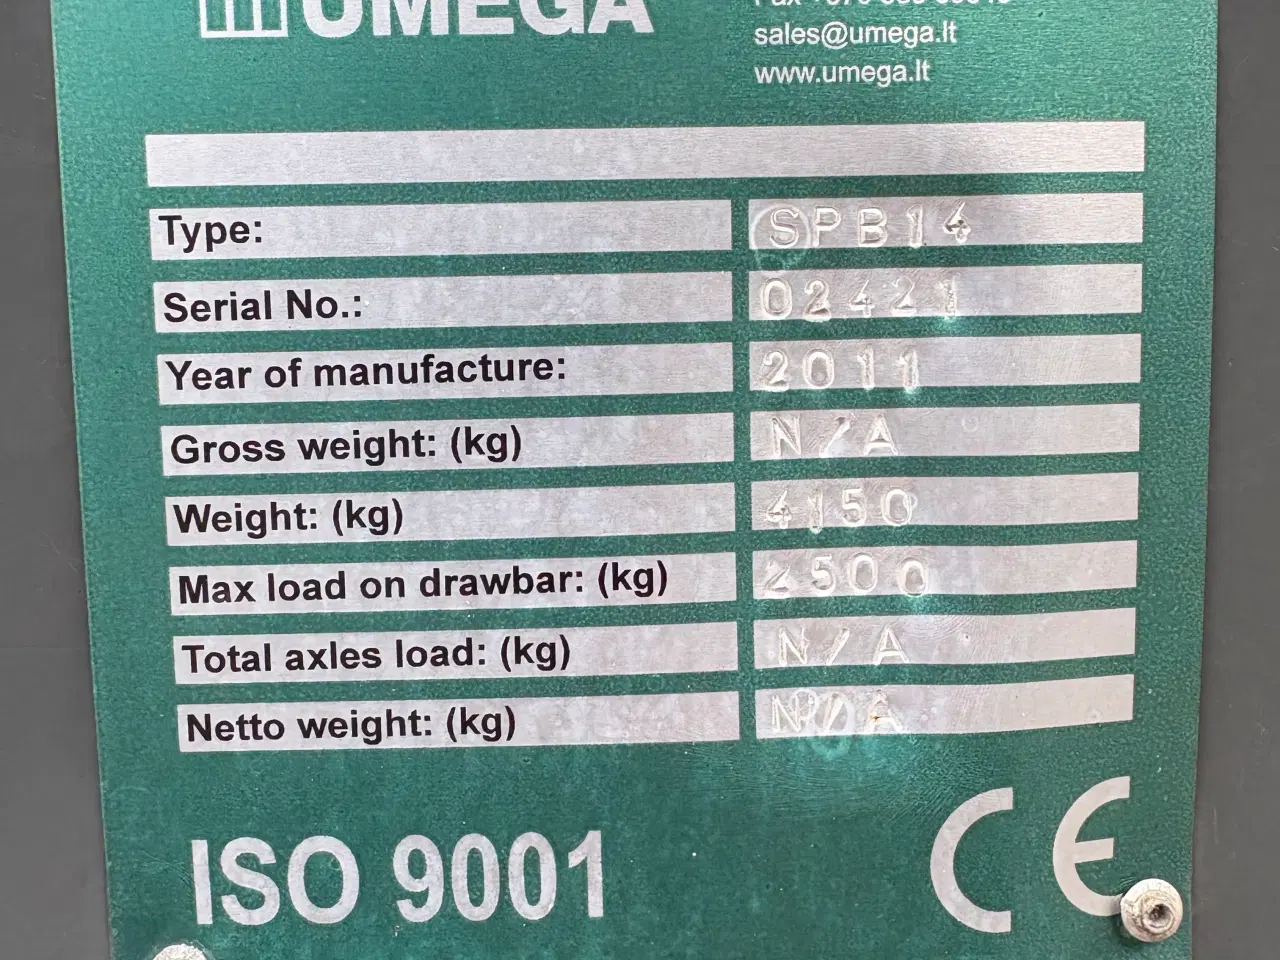 UMEGA
sales@umega.lt
www.umega.lt
Type: SPB14
Serial No.: 02421
Year of manufacture: 2011
Gross weight: (kg) N/A
Weight: (kg) 4150
Max load on drawbar: (kg) 2500
Total axles load: (kg) N/A
Netto weight: (kg) N/A
ISO 9001
CE